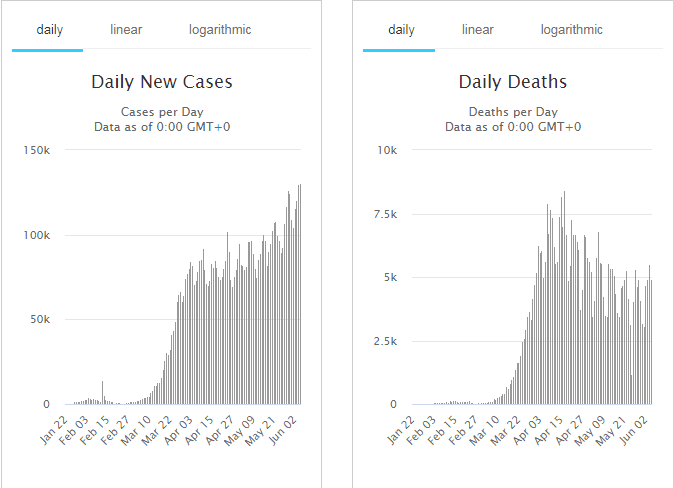 daily linear logarithmic
Daily New Cases
Cases per Day
Data as of 0:00 GMT+0
150k
100k
50k
0
Jan 22 Feb 03 Feb 15 Feb 27 Mar 10 Mar 22 Apr 03 Apr 15 Apr 27 May 09 May 21 Jun 02
daily linear logarithmic
Daily Deaths
Deaths per Day
Data as of 0:00 GMT+0
10k
7.5k
5k
2.5k
0
Jan 22 Feb 03 Feb 15 Feb 27 Mar 10 Mar 22 Apr 03 Apr 15 Apr 27 May 09 May 21 Jun 02